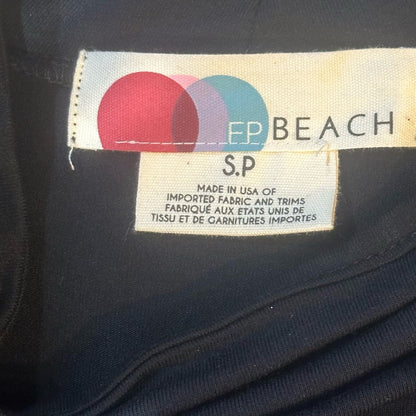 FP BEACH
S.P
MADE IN USA OF
IMPORTED FABRIC AND TRIMS
FABRIQUÉ AUX ETATS UNIS DE
TISSU ET DE GARNITURES IMPORTES